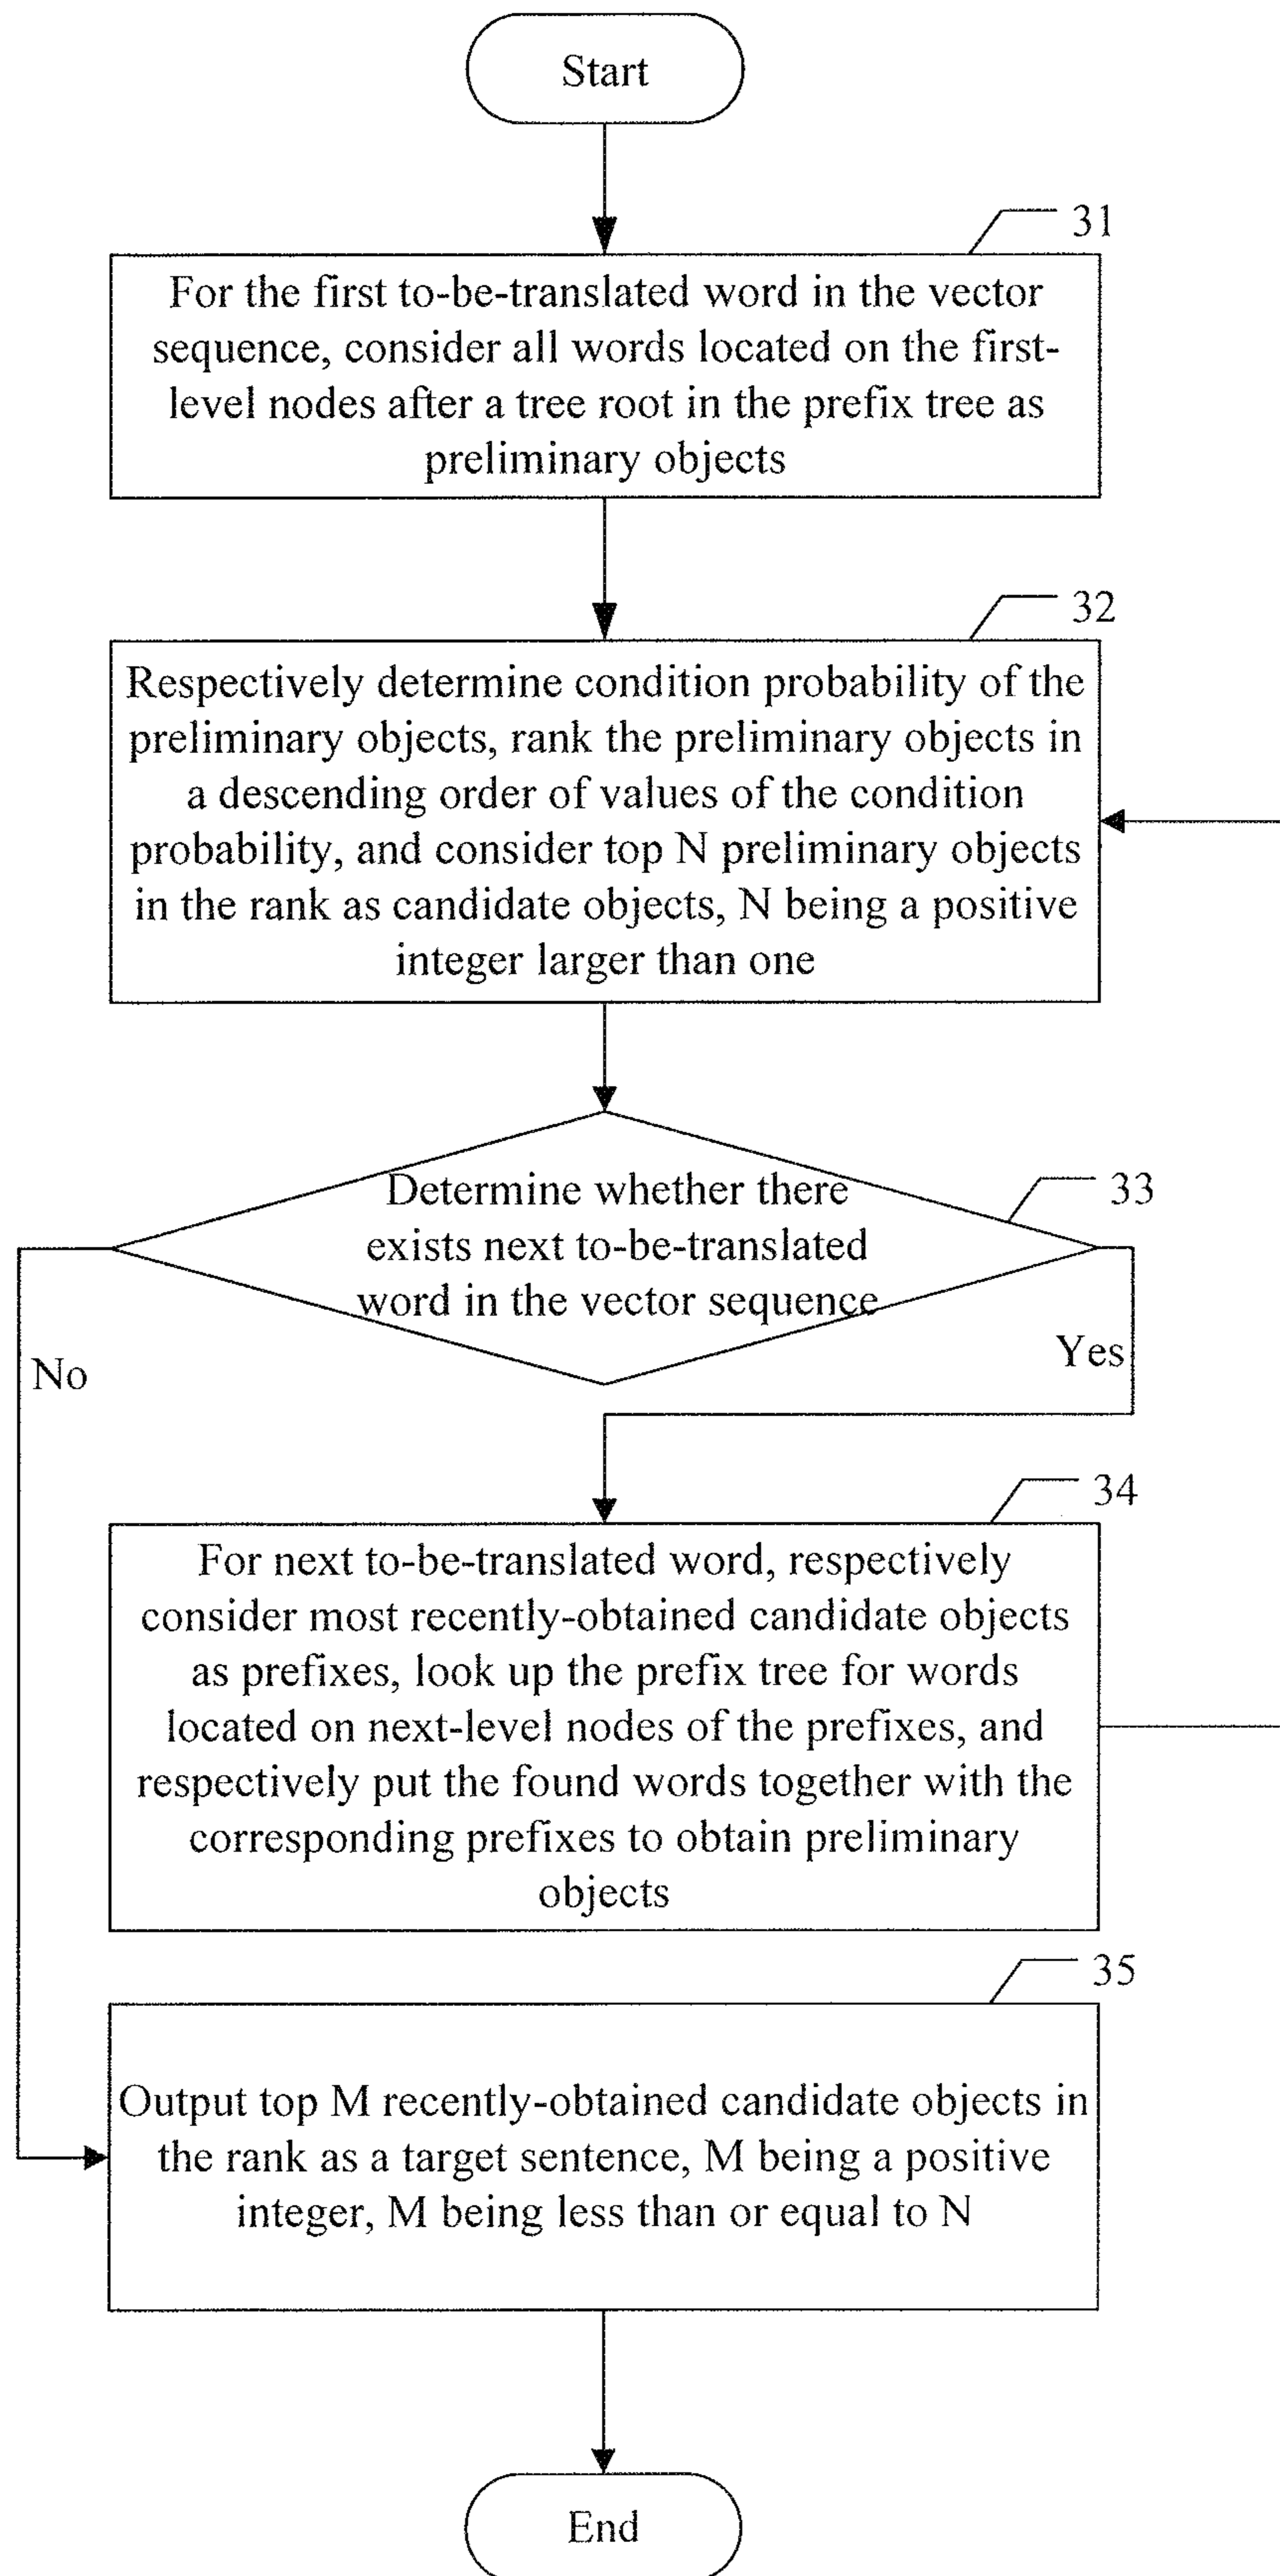 Start
31
For the first to-be-translated word in the vector
sequence, consider all words located on the first-
level nodes after a tree root in the prefix tree as
preliminary objects
32
Respectively determine condition probability of the
preliminary objects, rank the preliminary objects in
a descending order of values of the condition
probability, and consider top N preliminary objects
in the rank as candidate objects, N being a positive
integer larger than one
33
Determine whether there
exists next to-be-translated
word in the vector sequence
No
Yes
34
For next to-be-translated word, respectively
consider most recently-obtained candidate objects
as prefixes, look up the prefix tree for words
located on next-level nodes of the prefixes, and
respectively put the found words together with the
corresponding prefixes to obtain preliminary
objects
35
Output top M recently-obtained candidate objects in
the rank as a target sentence, M being a positive
integer, M being less than or equal to N
End